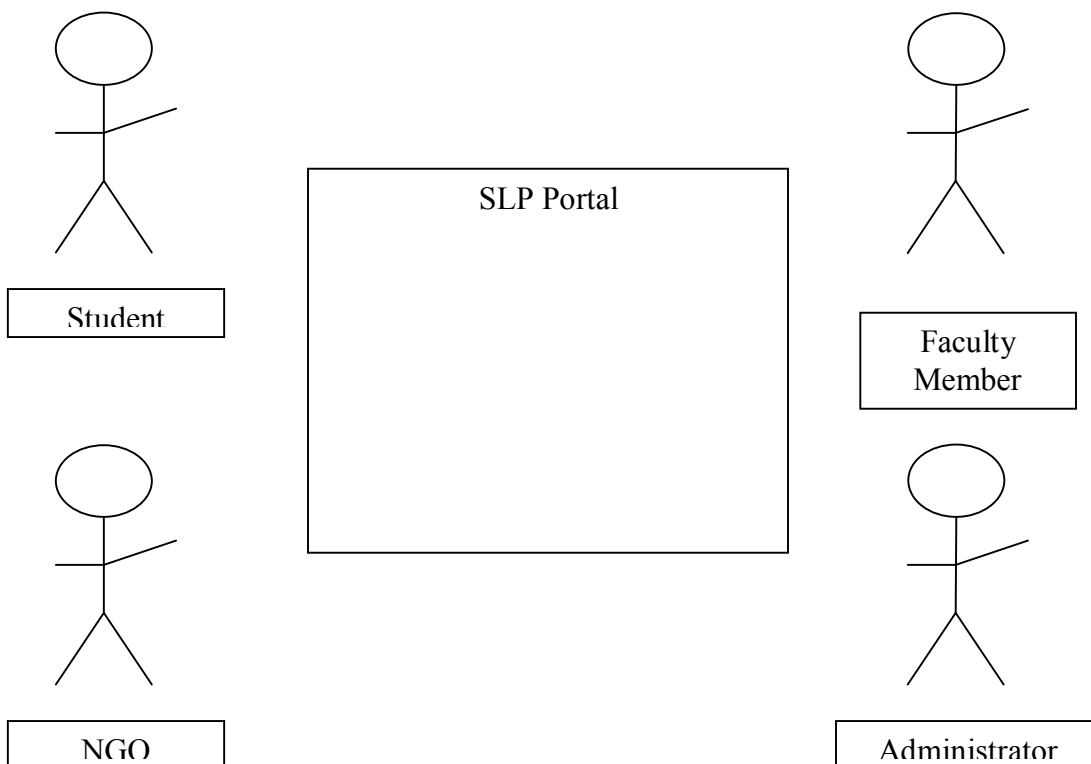 SLP Portal
Student
Faculty
Member
NGO
Administrator